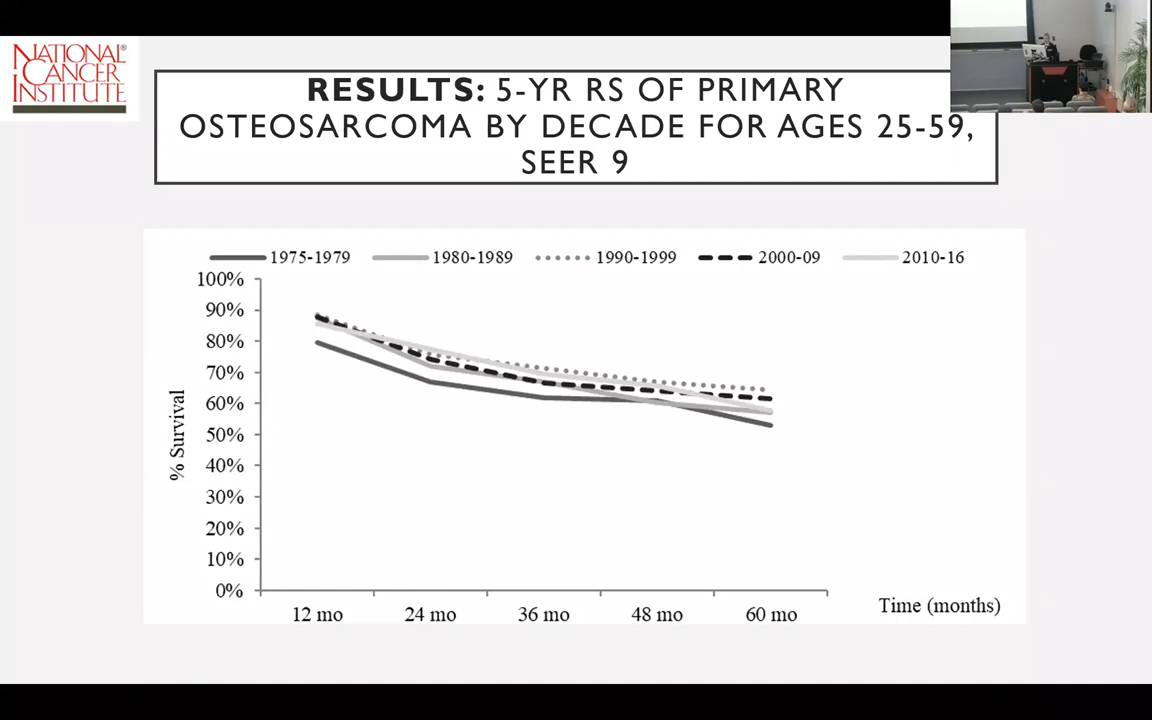 NATIONAL®
CANCER
INSTITUTE
RESULTS: 5-YR RS OF PRIMARY
OSTEOSARCOMA BY DECADE FOR AGES 25-59,
SEER 9
1975-1979 1980-1989 1990-1999 2000-09 2010-16
100%
90%
80%
70%
60%
50%
40%
30%
20%
10%
0%
% Survival
12 mo 24 mo 36 mo 48 mo 60 mo
Time (months)